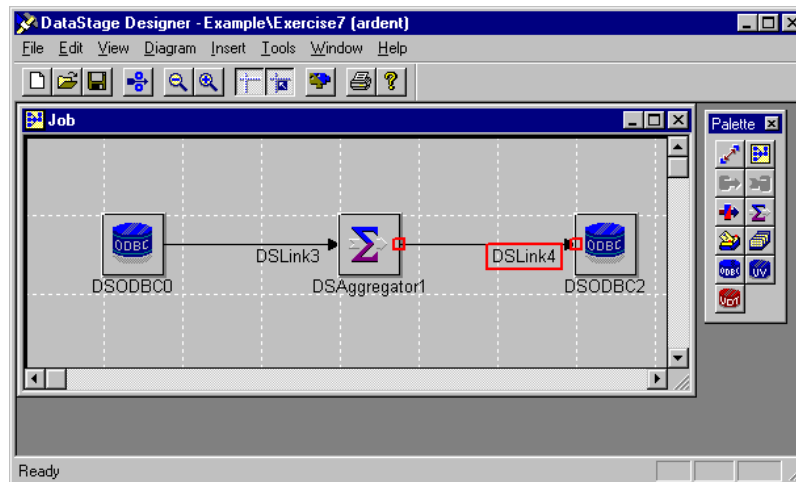 DataStage Designer - Example\Exercise7 (ardent)
File Edit View Diagram Insert Tools Window Help
Job
Palette
ODBC
ODBC
DSLink3
DSLink4
DSODBC0
DSAggregator1
DSODBC2
ODBC UV
UDT
Ready